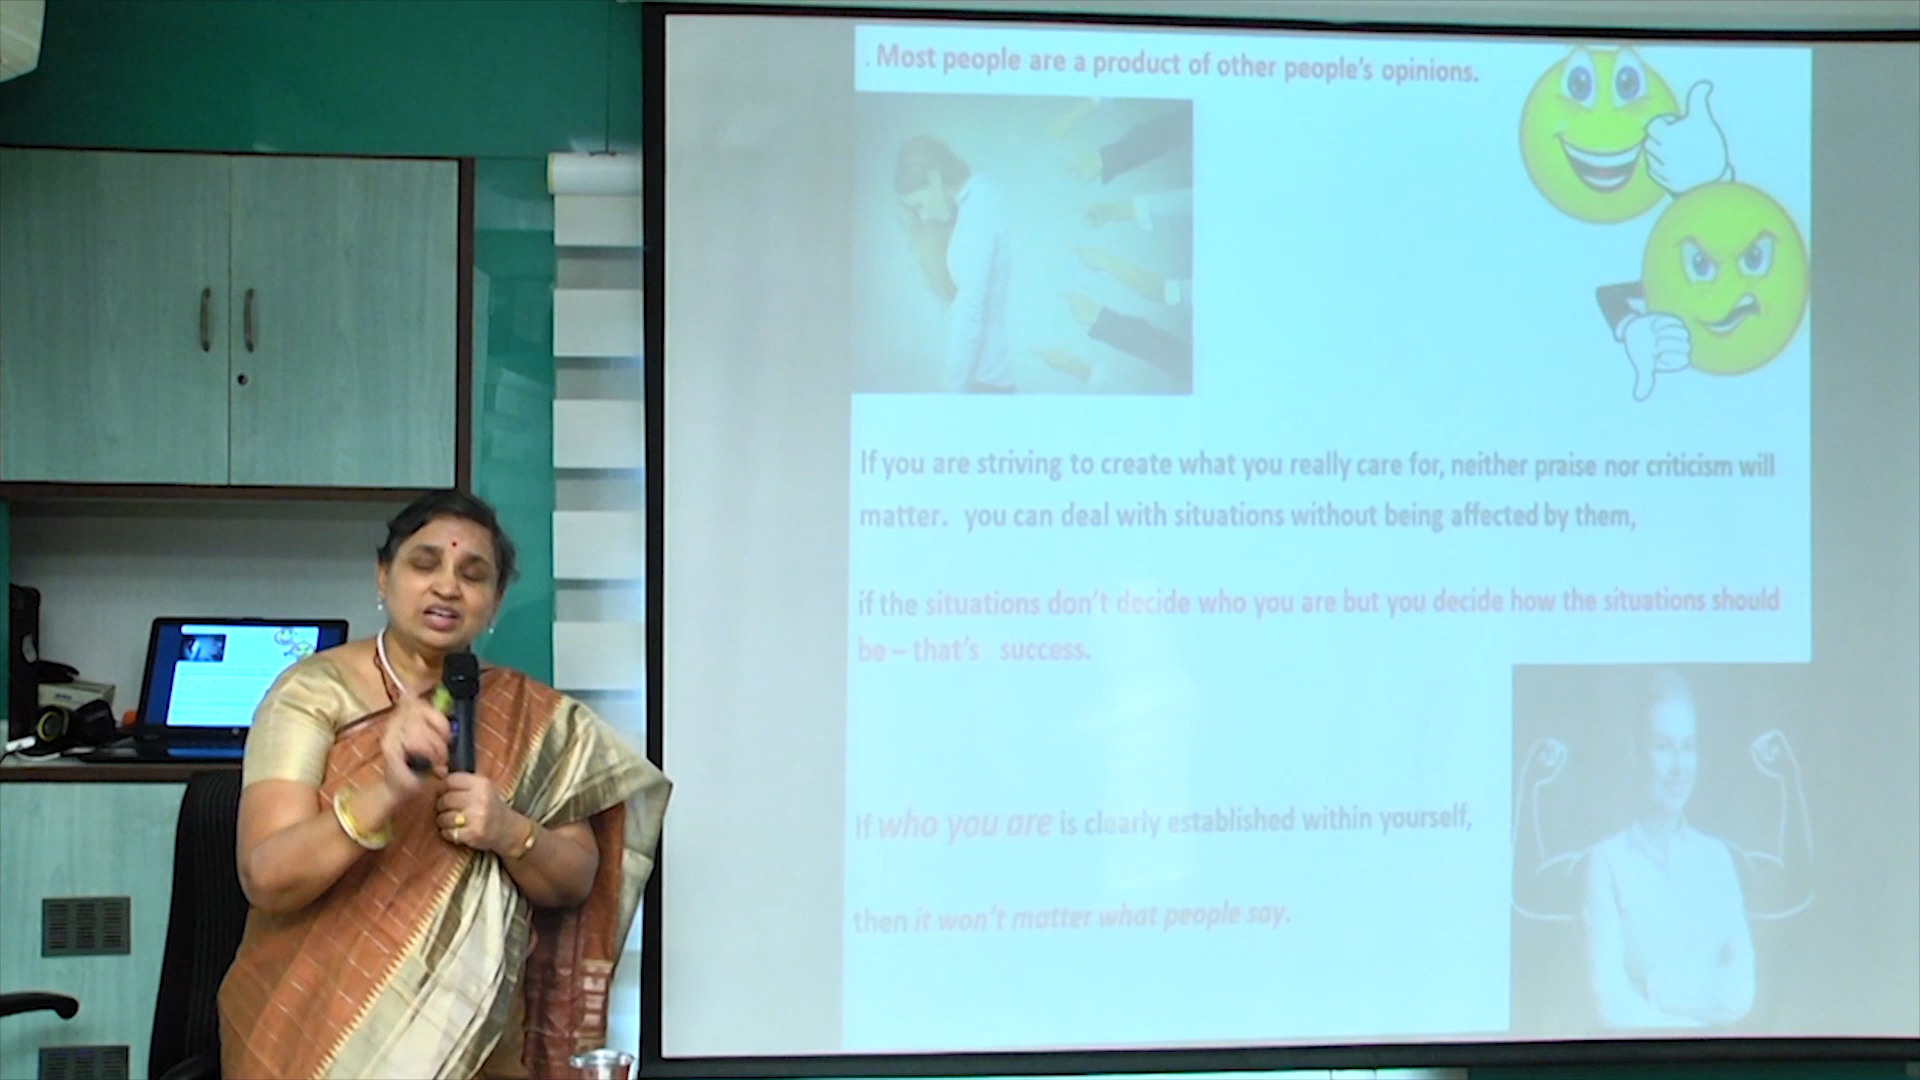 . Most people are a product of other people's opinions.
If you are striving to create what you really care for, neither praise nor criticism will
matter. you can deal with situations without being affected by them,
if the situations don't decide who you are but you decide how the situations should
be – that's success.
If who you are is clearly established within yourself,
then it won't matter what people say.